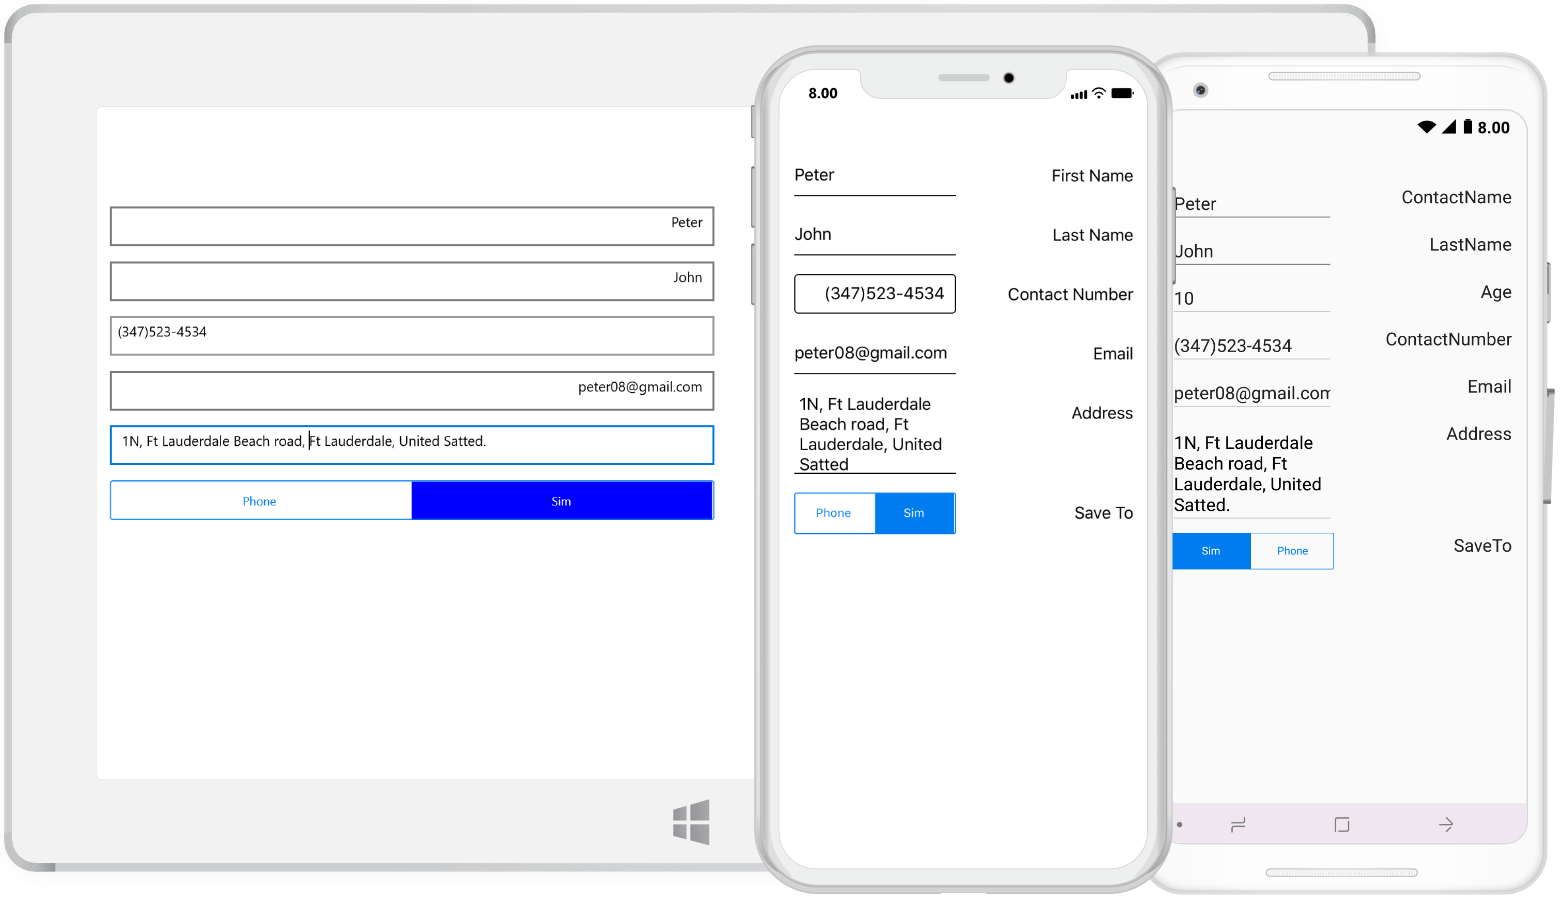 Peter
John
(347)523-4534
peter08@gmail.com
1N, Ft Lauderdale Beach road, Ft Lauderdale, United Satted.
Phone Sim
8.00
Peter First Name
John Last Name
(347)523-4534 Contact Number
peter08@gmail.com Email
1N, Ft Lauderdale Address
Beach road, Ft
Lauderdale, United
Satted
Phone Sim Save To
8.00
Peter ContactName
John LastName
10 Age
(347)523-4534 ContactNumber
peter08@gmail.com Email
1N, Ft Lauderdale Address
Beach road, Ft
Lauderdale, United
Satted.
Sim Phone SaveTo